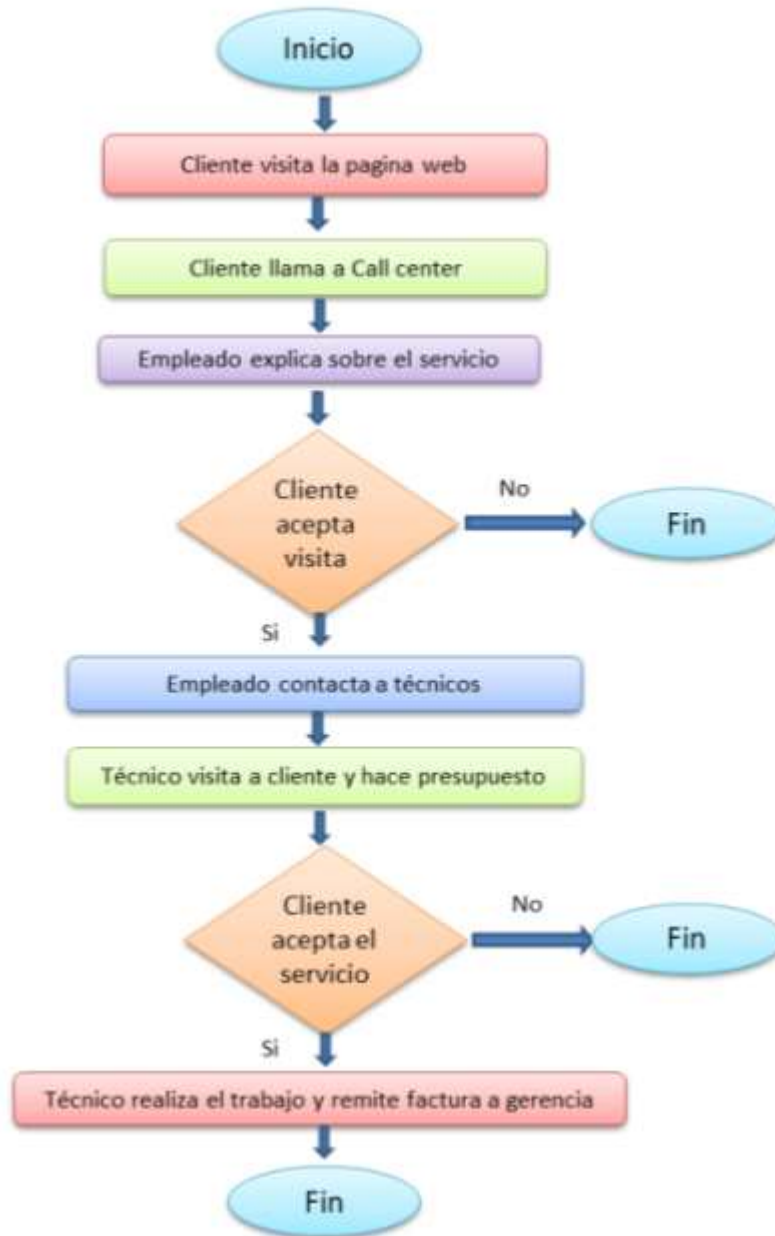 Inicio
Cliente visita la pagina web
Cliente llama a Call center
Empleado explica sobre el servicio
Cliente
acepta
visita
No
Fin
Si
Empleado contacta a técnicos
Técnico visita a cliente y hace presupuesto
Cliente
acepta el
servicio
No
Fin
Si
Técnico realiza el trabajo y remite factura a gerencia
Fin